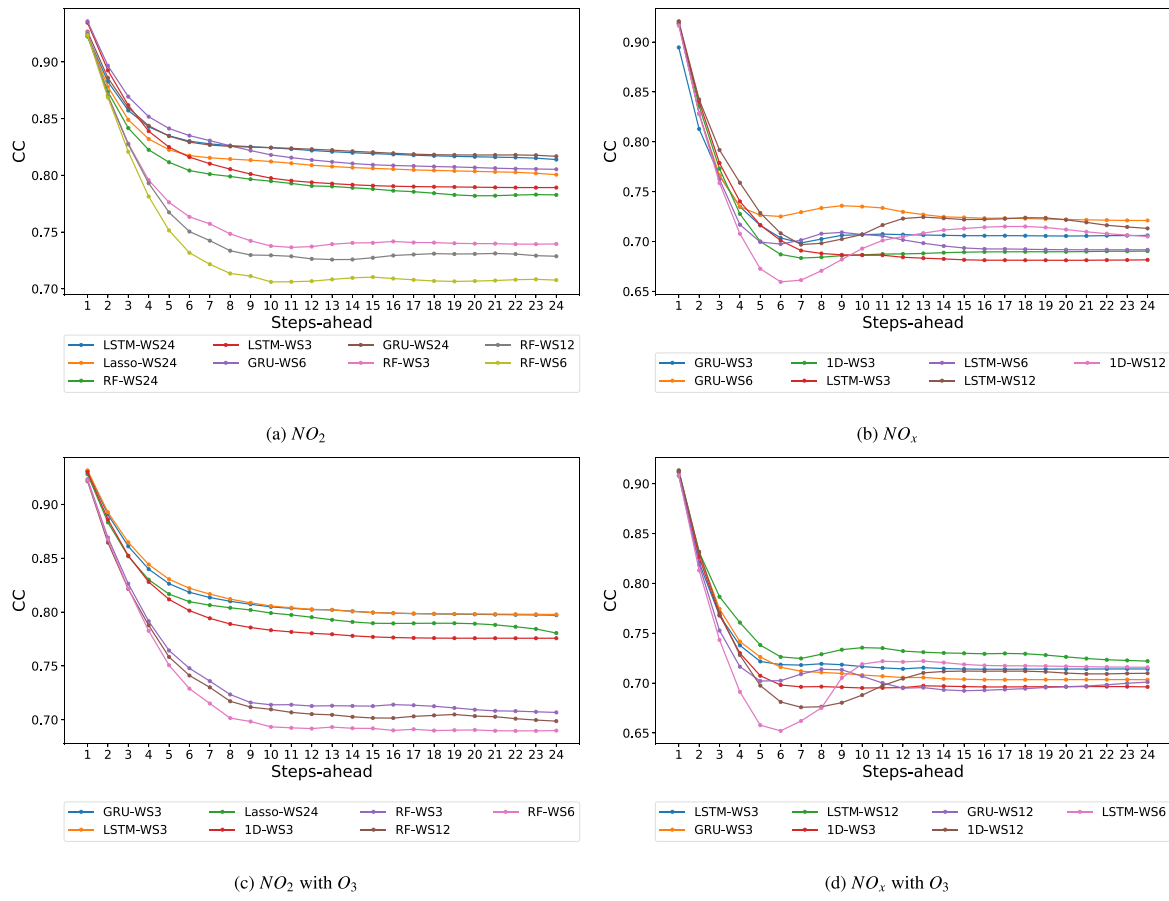 CC
0.90
0.85
0.80
0.75
0.70
1 2 3 4 5 6 7 8 9 10 11 12 13 14 15 16 17 18 19 20 21 22 23 24
Steps-ahead
LSTM-WS24 LSTM-WS3 GRU-WS24 RF-WS12
Lasso-WS24 GRU-WS6 RF-WS3 RF-WS6
RF-WS24
(a) NO₂
CC
0.90
0.85
0.80
0.75
0.70
0.65
1 2 3 4 5 6 7 8 9 10 11 12 13 14 15 16 17 18 19 20 21 22 23 24
Steps-ahead
GRU-WS3 1D-WS3 LSTM-WS6 1D-WS12
GRU-WS6 LSTM-WS3 LSTM-WS12
(b) NOₓ
CC
0.90
0.85
0.80
0.75
0.70
1 2 3 4 5 6 7 8 9 10 11 12 13 14 15 16 17 18 19 20 21 22 23 24
Steps-ahead
GRU-WS3 Lasso-WS24 RF-WS3 RF-WS6
LSTM-WS3 1D-WS3 RF-WS12
(c) NO₂ with O₃
CC
0.90
0.85
0.80
0.75
0.70
0.65
1 2 3 4 5 6 7 8 9 10 11 12 13 14 15 16 17 18 19 20 21 22 23 24
Steps-ahead
LSTM-WS3 LSTM-WS12 GRU-WS12 LSTM-WS6
GRU-WS3 1D-WS3 1D-WS12
(d) NOₓ with O₃